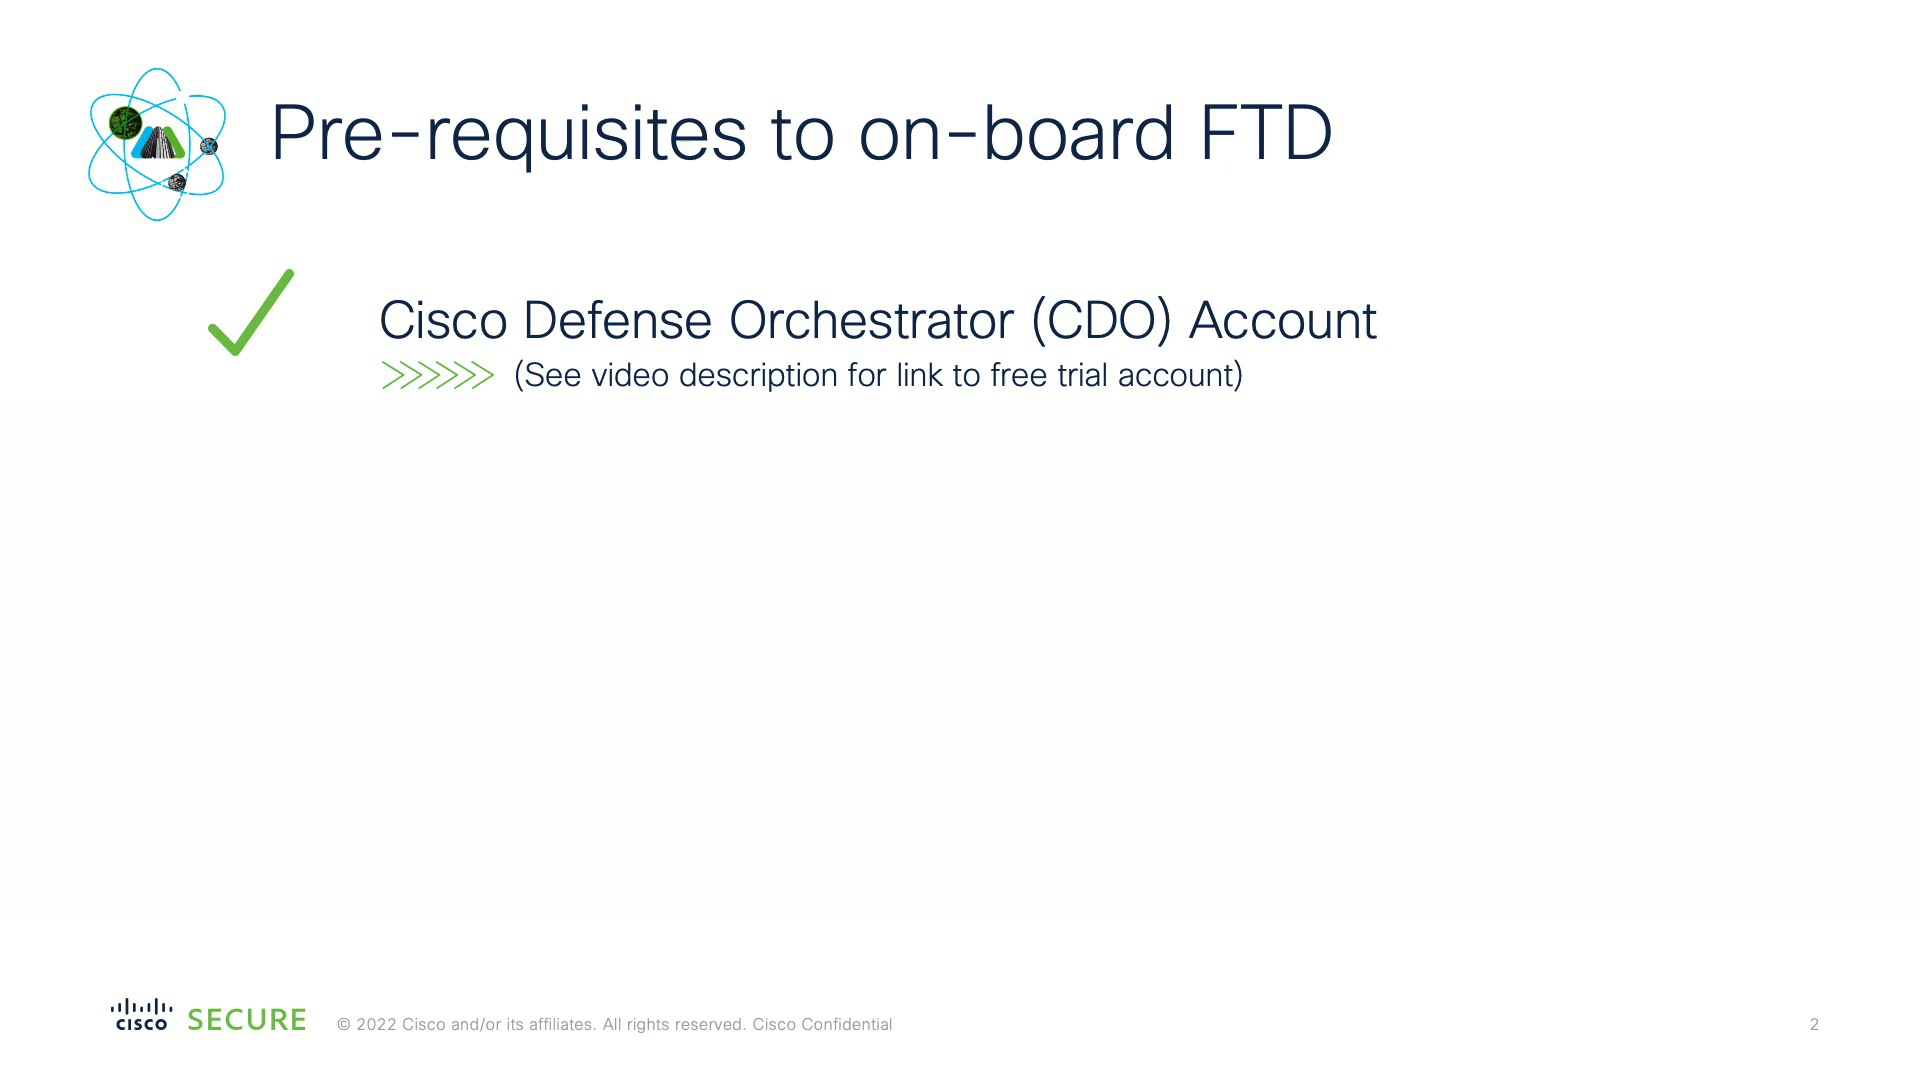 Pre-requisites to on-board FTD
Cisco Defense Orchestrator (CDO) Account
(See video description for link to free trial account)
CISCO SECURE © 2022 Cisco and/or its affiliates. All rights reserved. Cisco Confidential 2